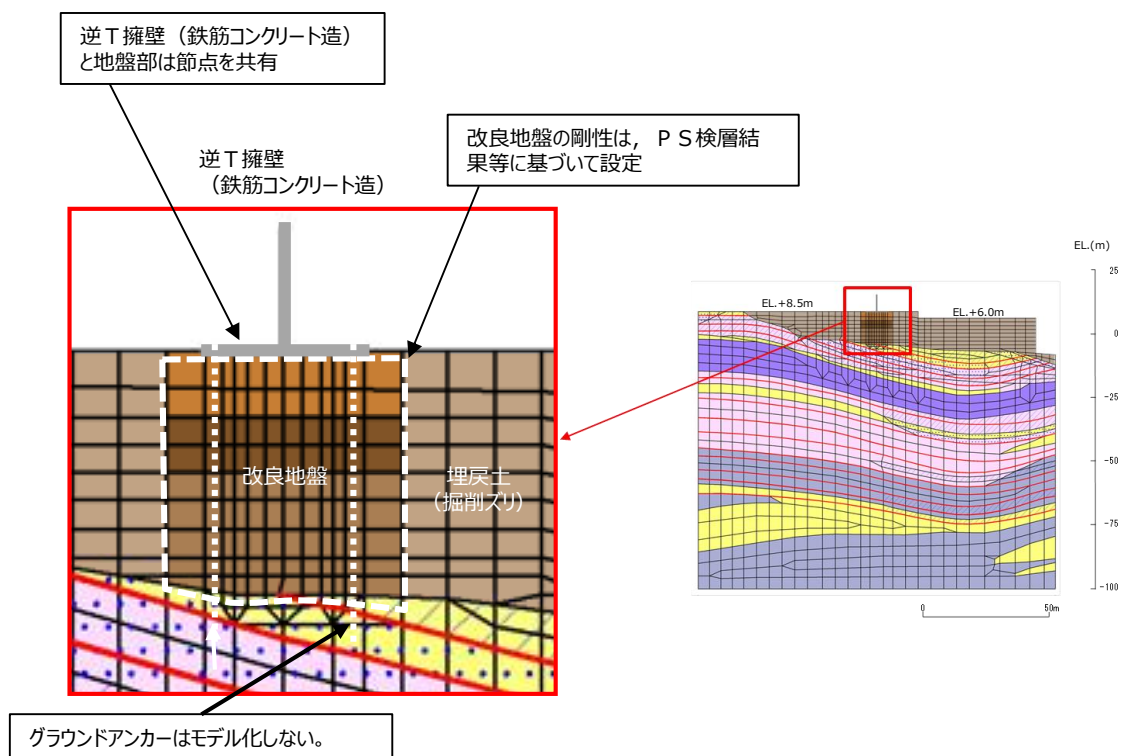 逆T擁壁（鉄筋コンクリート造）
と地盤部は節点を共有
改良地盤の剛性は，ＰＳ検層結
果等に基づいて設定
逆T擁壁
（鉄筋コンクリート造）
改良地盤
埋戻土
（掘削ズリ）
グラウンドアンカーはモデル化しない。
EL.(m)
25
0
−25
−50
−75
−100
EL.+8.5m
EL.+6.0m
0 50m